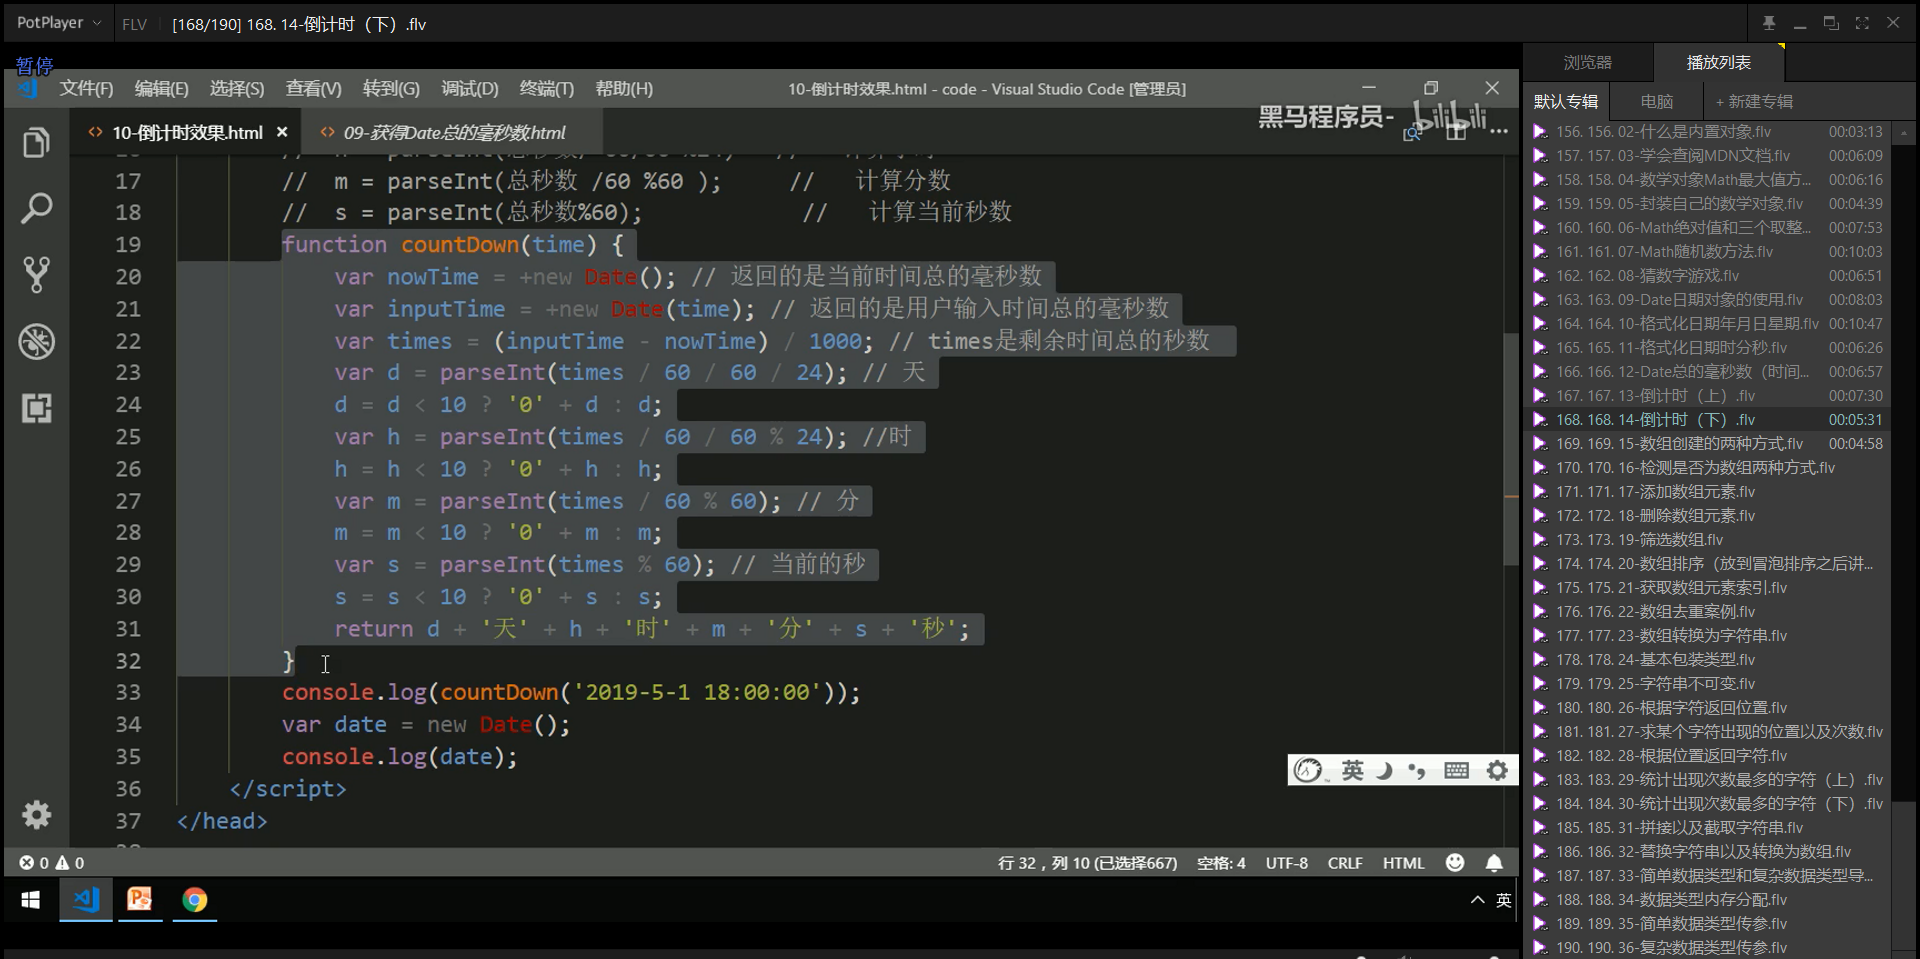 PotPlayer
FLV
[168/190] 168. 14-倒计时（下）.flv
暂停
文件(F) 编辑(E) 选择(S) 查看(V) 转到(G) 调试(D) 终端(T) 帮助(H)
10-倒计时效果.html - code - Visual Studio Code [管理员]
黑马程序员- bilibili
<> 10-倒计时效果.html ×
<> 09-获得Date总的毫秒数.html
17 // m = parseInt(总秒数 /60 %60 ); // 计算分数
18 // s = parseInt(总秒数%60); // 计算当前秒数
19 function countDown(time) {
20 var nowTime = +new Date(); // 返回的是当前时间总的毫秒数
21 var inputTime = +new Date(time); // 返回的是用户输入时间总的毫秒数
22 var times = (inputTime - nowTime) / 1000; // times是剩余时间总的秒数
23 var d = parseInt(times / 60 / 60 / 24); // 天
24 d = d < 10 ? '0' + d : d;
25 var h = parseInt(times / 60 / 60 % 24); //时
26 h = h < 10 ? '0' + h : h;
27 var m = parseInt(times / 60 % 60); // 分
28 m = m < 10 ? '0' + m : m;
29 var s = parseInt(times % 60); // 当前的秒
30 s = s < 10 ? '0' + s : s;
31 return d + '天' + h + '时' + m + '分' + s + '秒';
32 }
33 console.log(countDown('2019-5-1 18:00:00'));
34 var date = new Date();
35 console.log(date);
36 </script>
37 </head>
英
0 0
行 32，列 10 (已选择667) 空格: 4 UTF-8 CRLF HTML
英
浏览器 播放列表
默认专辑 电脑 + 新建专辑
156. 156. 02-什么是内置对象.flv 00:03:13
157. 157. 03-学会查阅MDN文档.flv 00:06:09
158. 158. 04-数学对象Math最大值方... 00:06:16
159. 159. 05-封装自己的数学对象.flv 00:04:39
160. 160. 06-Math绝对值和三个取整... 00:07:53
161. 161. 07-Math随机数方法.flv 00:10:03
162. 162. 08-猜数字游戏.flv 00:06:51
163. 163. 09-Date日期对象的使用.flv 00:08:03
164. 164. 10-格式化日期年月日星期.flv 00:10:47
165. 165. 11-格式化日期时分秒.flv 00:06:26
166. 166. 12-Date总的毫秒数（时间... 00:06:57
167. 167. 13-倒计时（上）.flv 00:07:30
168. 168. 14-倒计时（下）.flv 00:05:31
169. 169. 15-数组创建的两种方式.flv 00:04:58
170. 170. 16-检测是否为数组两种方式.flv
171. 171. 17-添加数组元素.flv
172. 172. 18-删除数组元素.flv
173. 173. 19-筛选数组.flv
174. 174. 20-数组排序（放到冒泡排序之后讲...
175. 175. 21-获取数组元素索引.flv
176. 176. 22-数组去重案例.flv
177. 177. 23-数组转换为字符串.flv
178. 178. 24-基本包装类型.flv
179. 179. 25-字符串不可变.flv
180. 180. 26-根据字符返回位置.flv
181. 181. 27-求某个字符出现的位置以及次数.flv
182. 182. 28-根据位置返回字符.flv
183. 183. 29-统计出现次数最多的字符（上）.flv
184. 184. 30-统计出现次数最多的字符（下）.flv
185. 185. 31-拼接以及截取字符串.flv
186. 186. 32-替换字符串以及转换为数组.flv
187. 187. 33-简单数据类型和复杂数据类型导...
188. 188. 34-数据类型内存分配.flv
189. 189. 35-简单数据类型传参.flv
190. 190. 36-复杂数据类型传参.flv